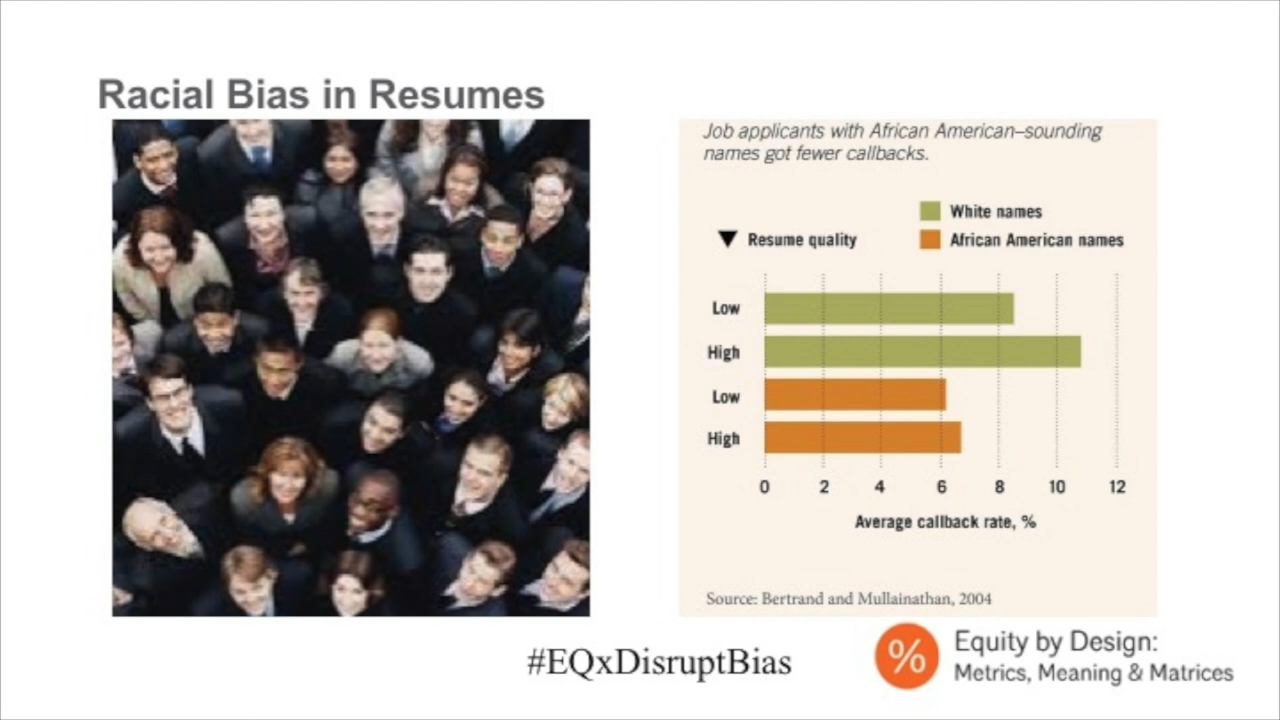 Racial Bias in Resumes
Job applicants with African American–sounding
names got fewer callbacks.
White names
▼ Resume quality
African American names
Low
High
Low
High
0 2 4 6 8 10 12
Average callback rate, %
Source: Bertrand and Mullainathan, 2004
#EQxDisruptBias
%
Equity by Design:
Metrics, Meaning & Matrices